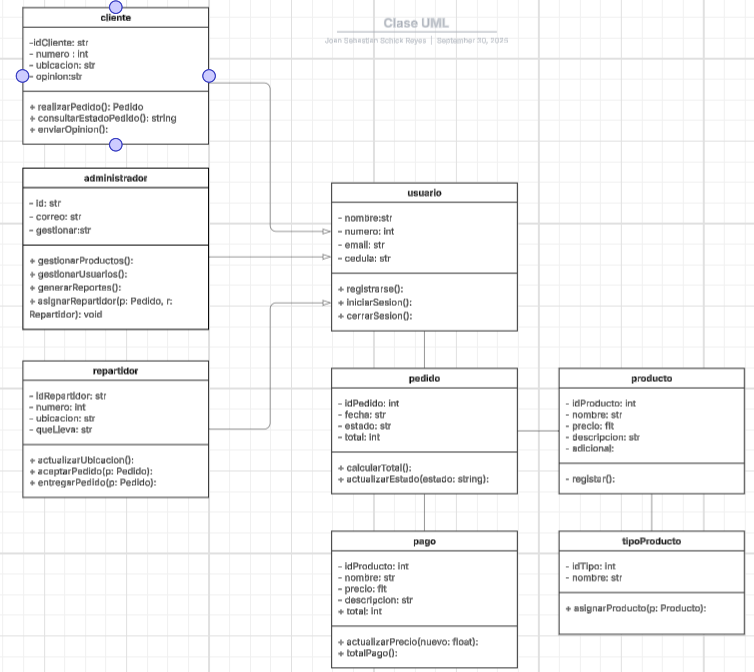 Clase UML
Joan Sebastian Schick Reyes | September 30, 2025
cliente
-idCliente: str
- numero : int
- ubicacion: str
- opinion:str
+ realizarPedido(): Pedido
+ consultarEstadoPedido(): string
+ enviarOpinion():
administrador
- id: str
- correo: str
- gestionar:str
+ gestionarProductos():
+ gestionarUsuarios():
+ generarReportes():
+ asignarRepartidor(p: Pedido, r:
Repartidor): void
repartidor
- idRepartidor: str
- numero: int
- ubicacion: str
- queLleva: str
+ actualizarUbicacion():
+ aceptarPedido(p: Pedido):
+ entregarPedido(p: Pedido):
usuario
- nombre:str
- numero: int
- email: str
- cedula: str
+ registrarse():
+ iniciarSesion():
+ cerrarSesion():
pedido
- idPedido: int
- fecha: str
- estado: str
- total: int
+ calcularTotal():
+ actualizarEstado(estado: string):
producto
- idProducto: int
- nombre: str
- precio: flt
- descripcion: str
- adicional:
- registar():
pago
- idProducto: int
- nombre: str
- precio: flt
- descripcion: str
+ total: int
+ actualizarPrecio(nuevo: float):
+ totalPago():
tipoProducto
- idTipo: int
- nombre: str
+ asignarProducto(p: Producto):